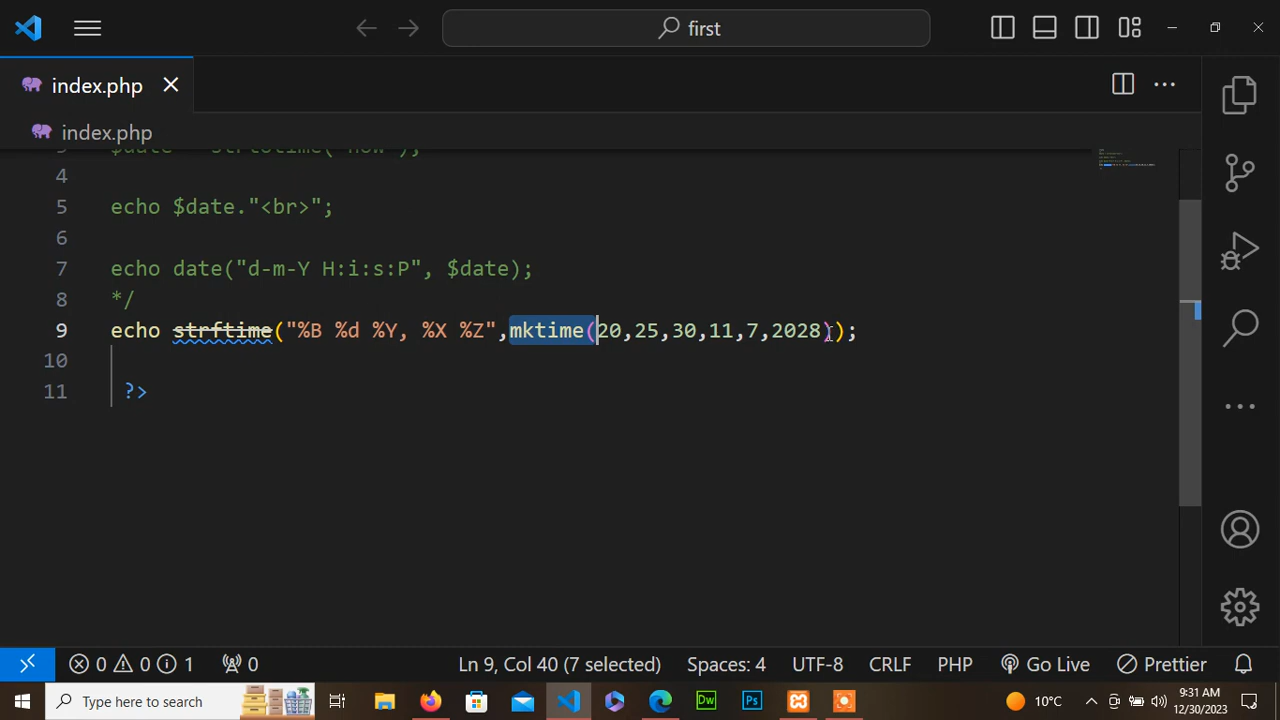 first
index.php
index.php
4
5 echo $date."<br>";
6
7 echo date("d-m-Y H:i:s:P", $date);
8 */
9 echo strftime("%B %d %Y, %X %Z",mktime(20,25,30,11,7,2028));
10
11 ?>
0 0 1 0 Ln 9, Col 40 (7 selected) Spaces: 4 UTF-8 CRLF PHP Go Live Prettier
Type here to search Dw Ps 10°C 9:31 AM
12/30/2023